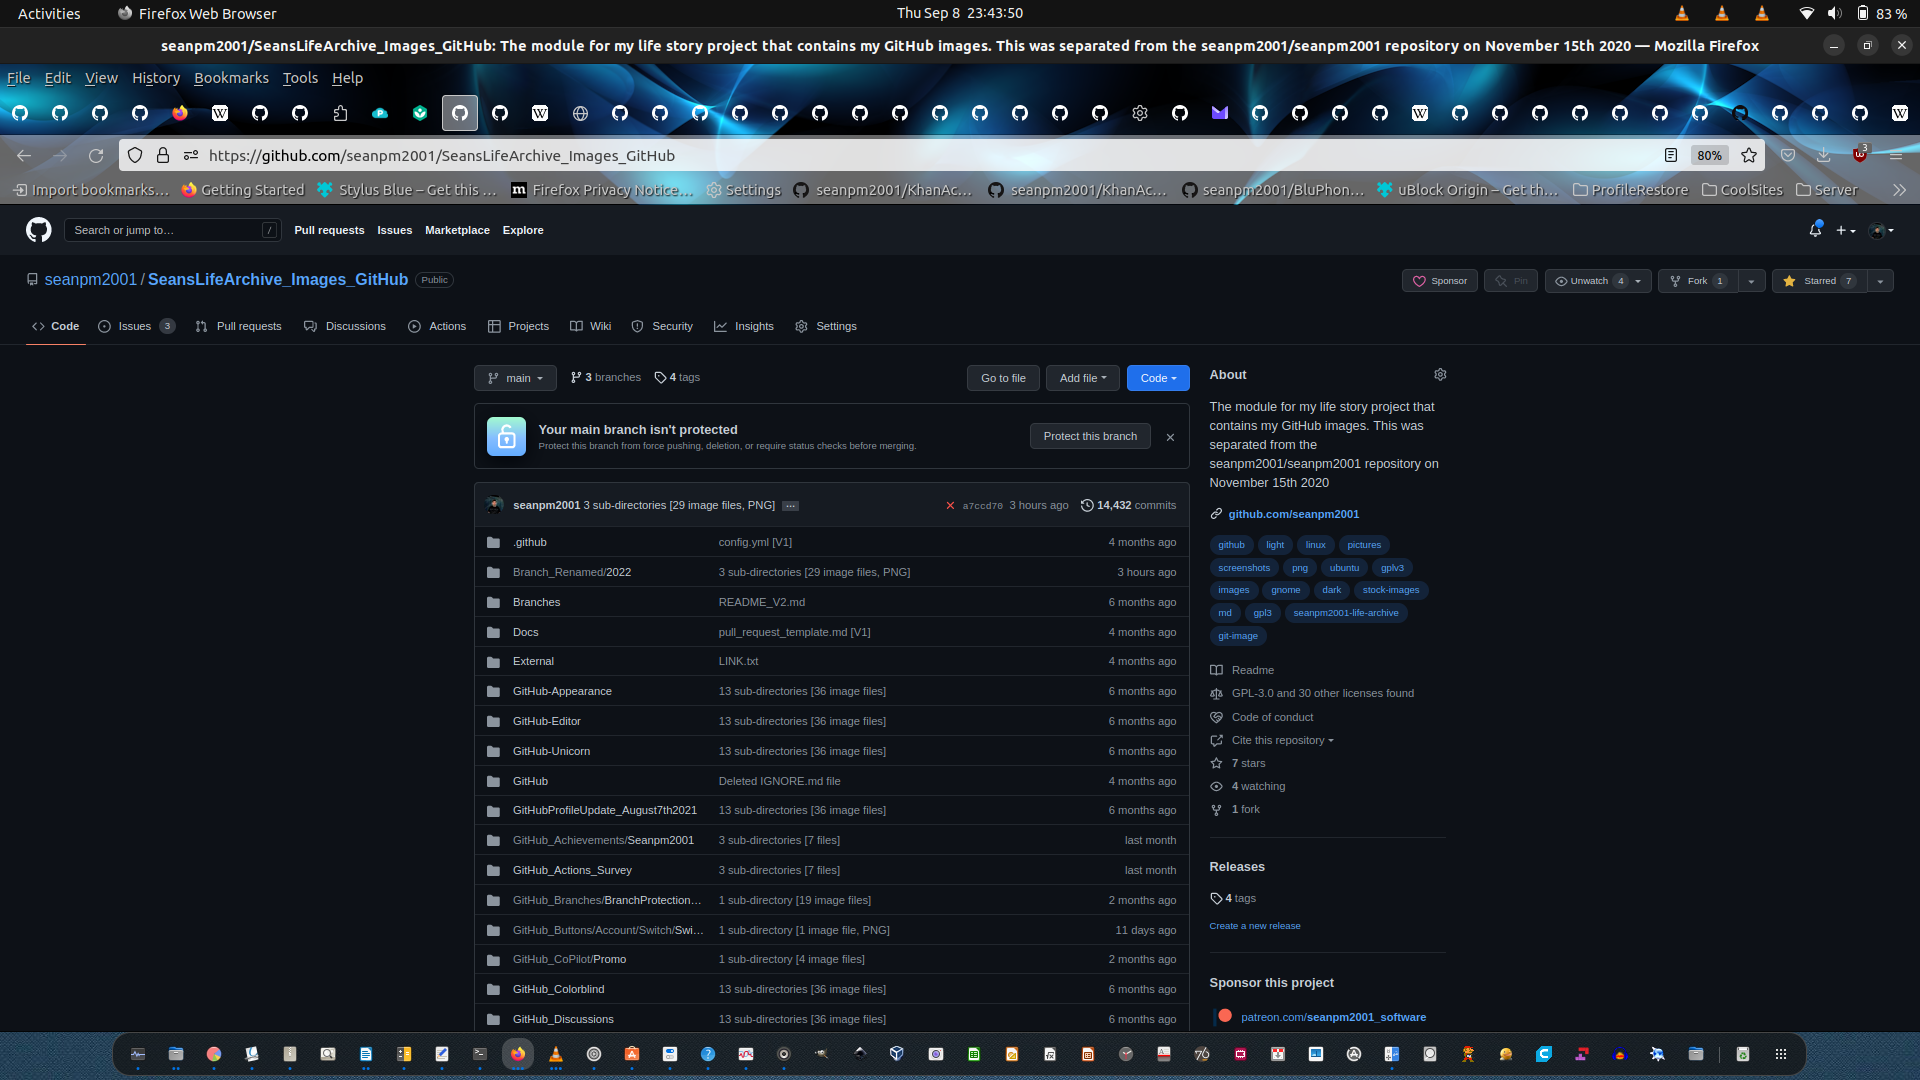 Activities Firefox Web Browser Thu Sep 8 23:43:50 83 %
seanpm2001/SeansLifeArchive_Images_GitHub: The module for my life story project that contains my GitHub images. This was separated from the seanpm2001/seanpm2001 repository on November 15th 2020 — Mozilla Firefox
File Edit View History Bookmarks Tools Help
https://github.com/seanpm2001/SeansLifeArchive_Images_GitHub 80% 3
Import bookmarks… Getting Started Stylus Blue – Get this … Firefox Privacy Notice… Settings seanpm2001/KhanAc… seanpm2001/KhanAc… seanpm2001/BluPhon… uBlock Origin – Get th… ProfileRestore CoolSites Server
Search or jump to… / Pull requests Issues Marketplace Explore
seanpm2001 / SeansLifeArchive_Images_GitHub Public Sponsor Pin Unwatch 4 Fork 1 Starred 7
Code Issues 3 Pull requests Discussions Actions Projects Wiki Security Insights Settings
main 3 branches 4 tags Go to file Add file Code
Your main branch isn't protected
Protect this branch from force pushing, deletion, or require status checks before merging.
Protect this branch
seanpm2001 3 sub-directories [29 image files, PNG] … a7ccd70 3 hours ago 14,432 commits
.github config.yml [V1] 4 months ago
Branch_Renamed/2022 3 sub-directories [29 image files, PNG] 3 hours ago
Branches README_V2.md 6 months ago
Docs pull_request_template.md [V1] 4 months ago
External LINK.txt 4 months ago
GitHub-Appearance 13 sub-directories [36 image files] 6 months ago
GitHub-Editor 13 sub-directories [36 image files] 6 months ago
GitHub-Unicorn 13 sub-directories [36 image files] 6 months ago
GitHub Deleted IGNORE.md file 4 months ago
GitHubProfileUpdate_August7th2021 13 sub-directories [36 image files] 6 months ago
GitHub_Achievements/Seanpm2001 3 sub-directories [7 files] last month
GitHub_Actions_Survey 3 sub-directories [7 files] last month
GitHub_Branches/BranchProtection… 1 sub-directory [19 image files] 2 months ago
GitHub_Buttons/Account/Switch/Swi… 1 sub-directory [1 image file, PNG] 11 days ago
GitHub_CoPilot/Promo 1 sub-directory [4 image files] 2 months ago
GitHub_Colorblind 13 sub-directories [36 image files] 6 months ago
GitHub_Discussions 13 sub-directories [36 image files] 6 months ago
About
The module for my life story project that
contains my GitHub images. This was
separated from the
seanpm2001/seanpm2001 repository on
November 15th 2020
github.com/seanpm2001
github light linux pictures
screenshots png ubuntu gplv3
images gnome dark stock-images
md gpl3 seanpm2001-life-archive
git-image
Readme
GPL-3.0 and 30 other licenses found
Code of conduct
Cite this repository
7 stars
4 watching
1 fork
Releases
4 tags
Create a new release
Sponsor this project
patreon.com/seanpm2001_software